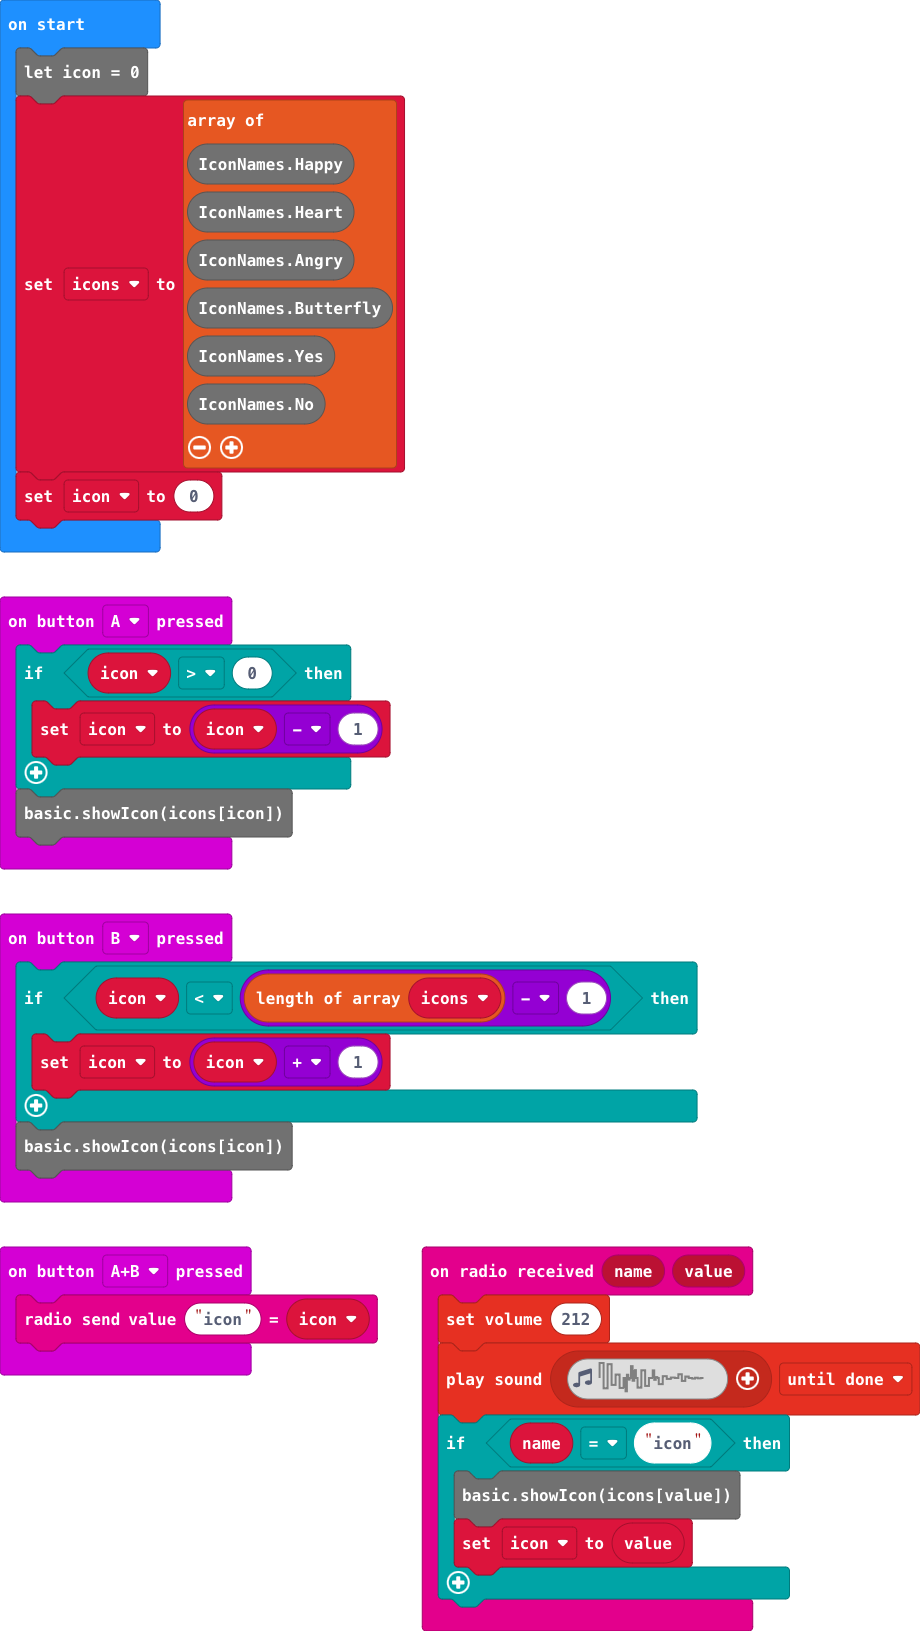 on start
let icon = 0
array of
IconNames.Happy
IconNames.Heart
IconNames.Angry
set icons to
IconNames.Butterfly
IconNames.Yes
IconNames.No
set icon to 0
on button A pressed
if icon > 0 then
set icon to icon - 1
basic.showIcon(icons[icon])
on button B pressed
if icon < length of array icons - 1 then
set icon to icon + 1
basic.showIcon(icons[icon])
on button A+B pressed
radio send value "icon" = icon
on radio received name value
set volume 212
play sound until done
if name = "icon" then
basic.showIcon(icons[value])
set icon to value